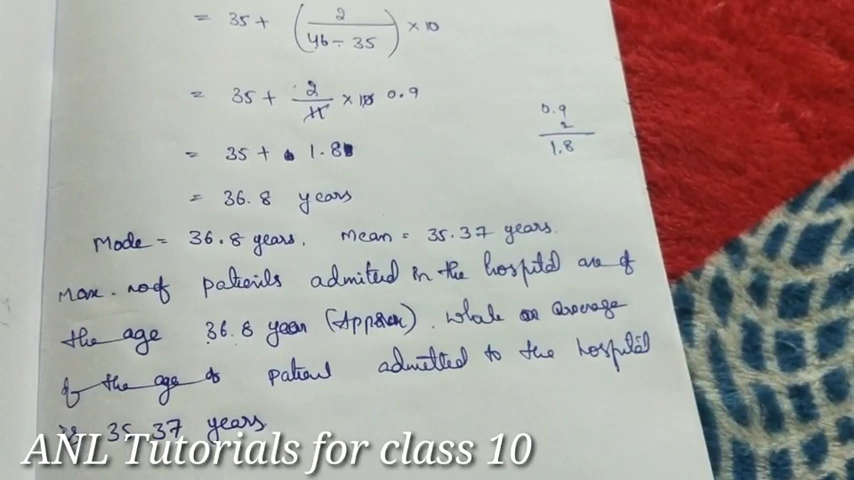 = 35 + (2 / 46 - 35) × 10
= 35 + 2 / 11 × 10 0.9
= 35 + 1.8
= 36.8 years
0.9
2
1.8
Mode = 36.8 years. Mean = 35.37 years.
Max. no of patients admitted in the hospital are of
the age 36.8 year (Approx). while on average
of the age of patient admitted to the hospital
is 35.37 years
ANL Tutorials for class 10